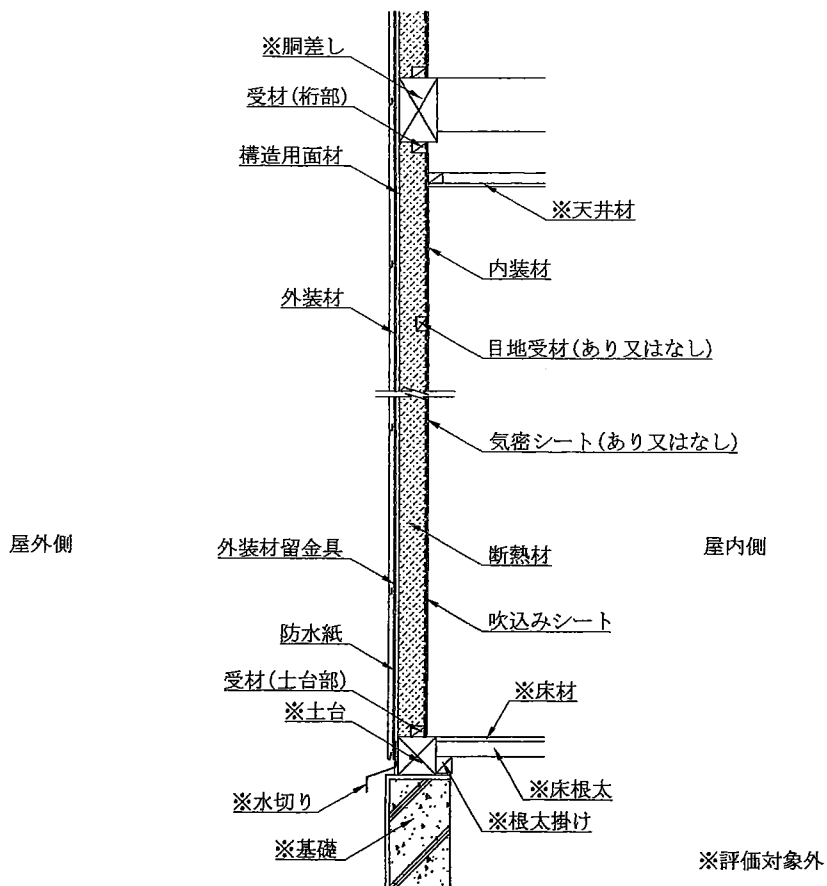 ※胴差し
受材(桁部)
構造用面材
※天井材
内装材
外装材
目地受材(あり又はなし)
気密シート(あり又はなし)
屋外側
外装材留金具
断熱材
屋内側
吹込みシート
防水紙
受材(土台部)
※床材
※土台
※水切り
※床根太
※根太掛け
※基礎
※評価対象外